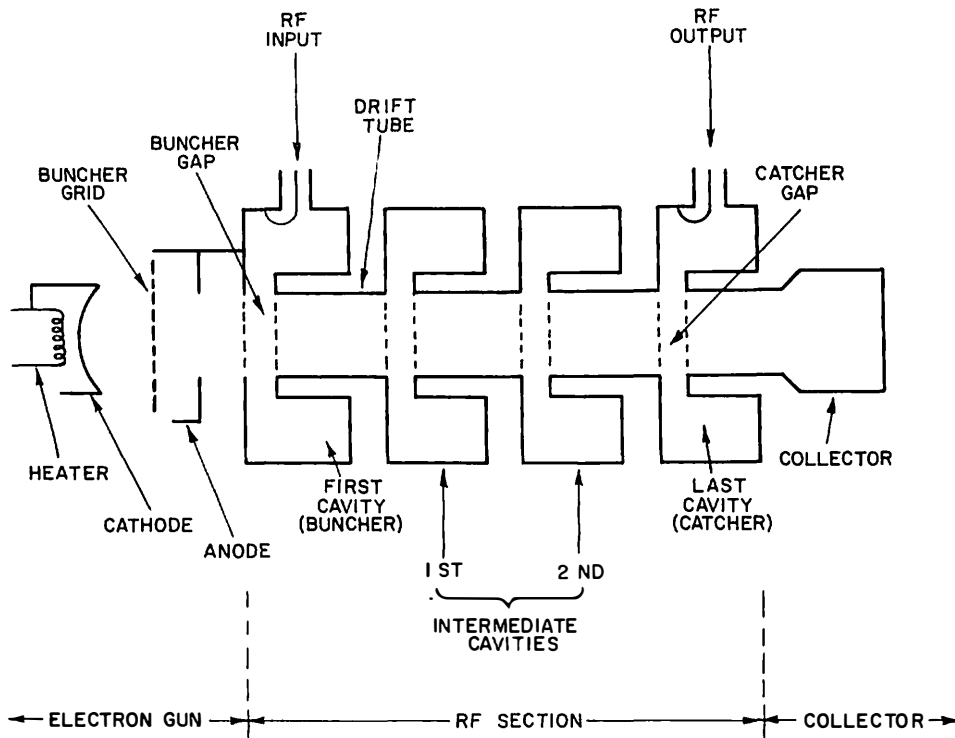 RF
INPUT
RF
OUTPUT
DRIFT
TUBE
BUNCHER
GAP
BUNCHER
GRID
CATCHER
GAP
HEATER
CATHODE
ANODE
FIRST
CAVITY
(BUNCHER)
LAST
CAVITY
(CATCHER)
COLLECTOR
1 ST
2 ND
INTERMEDIATE
CAVITIES
ELECTRON GUN
RF SECTION
COLLECTOR